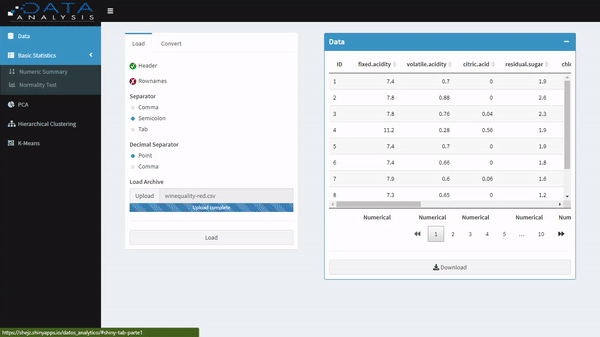 DATA
ANALYSIS
Data
Basic Statistics
Numeric Summary
Normality Test
PCA
Hierarchical Clustering
K-Means
Load Convert
Header
Rownames
Separator
Comma
Semicolon
Tab
Decimal Separator
Point
Comma
Load Archive
Upload winequality-red.csv
Upload complete
Load
Data
ID fixed.acidity volatile.acidity citric.acid residual.sugar chl
1 7.4 0.7 0 1.9
2 7.8 0.88 0 2.6
3 7.8 0.76 0.04 2.3
4 11.2 0.28 0.56 1.9
5 7.4 0.7 0 1.9
6 7.4 0.66 0 1.8
7 7.9 0.6 0.06 1.6
8 7.3 0.65 0 1.2
Numerical Numerical Numerical Numerical Num
1 2 3 4 5 ... 10
Download
https://shejz.shinyapps.io/datos_analytico/#shiny-tab-parte1